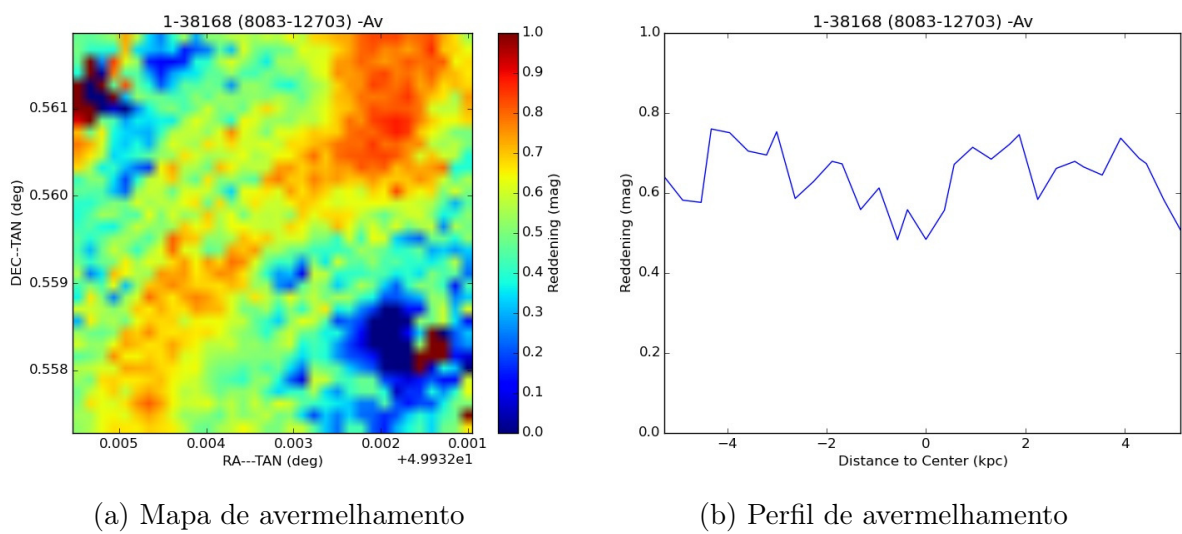 1-38168 (8083-12703) -Av
1.0
0.9
0.8
0.7
0.6
0.5
0.4
0.3
0.2
0.1
0.0
Reddening (mag)
0.561
0.560
0.559
0.558
DEC--TAN (deg)
0.005 0.004 0.003 0.002 0.001
RA---TAN (deg) +4.9932e1
1-38168 (8083-12703) -Av
1.0
0.8
0.6
0.4
0.2
0.0
Reddening (mag)
−4 −2 0 2 4
Distance to Center (kpc)
(a) Mapa de avermelhamento
(b) Perfil de avermelhamento